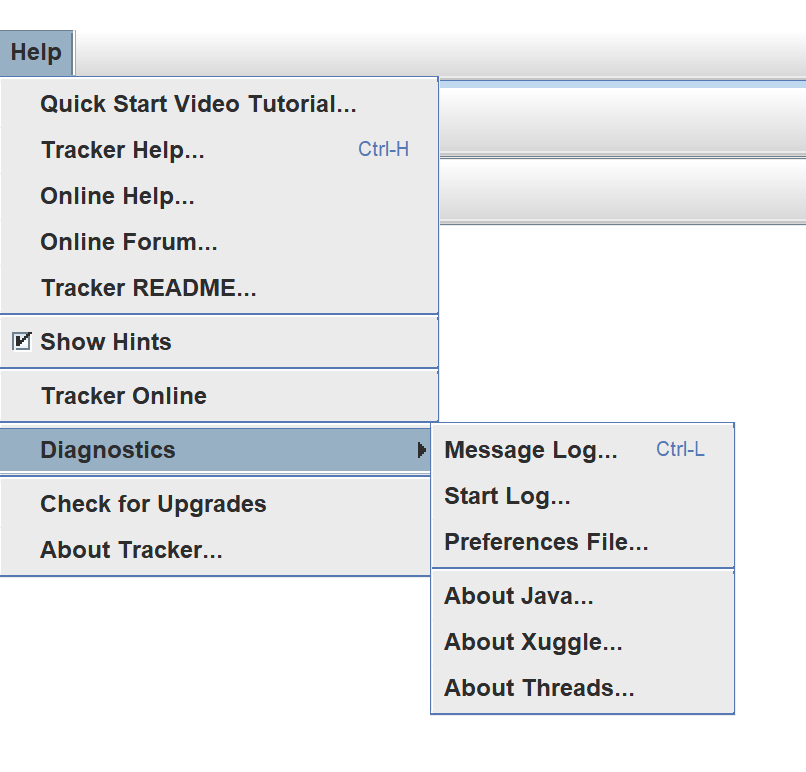 Help
Quick Start Video Tutorial...
Tracker Help... Ctrl-H
Online Help...
Online Forum...
Tracker README...
Show Hints
Tracker Online
Diagnostics
Check for Upgrades
About Tracker...
Message Log... Ctrl-L
Start Log...
Preferences File...
About Java...
About Xuggle...
About Threads...